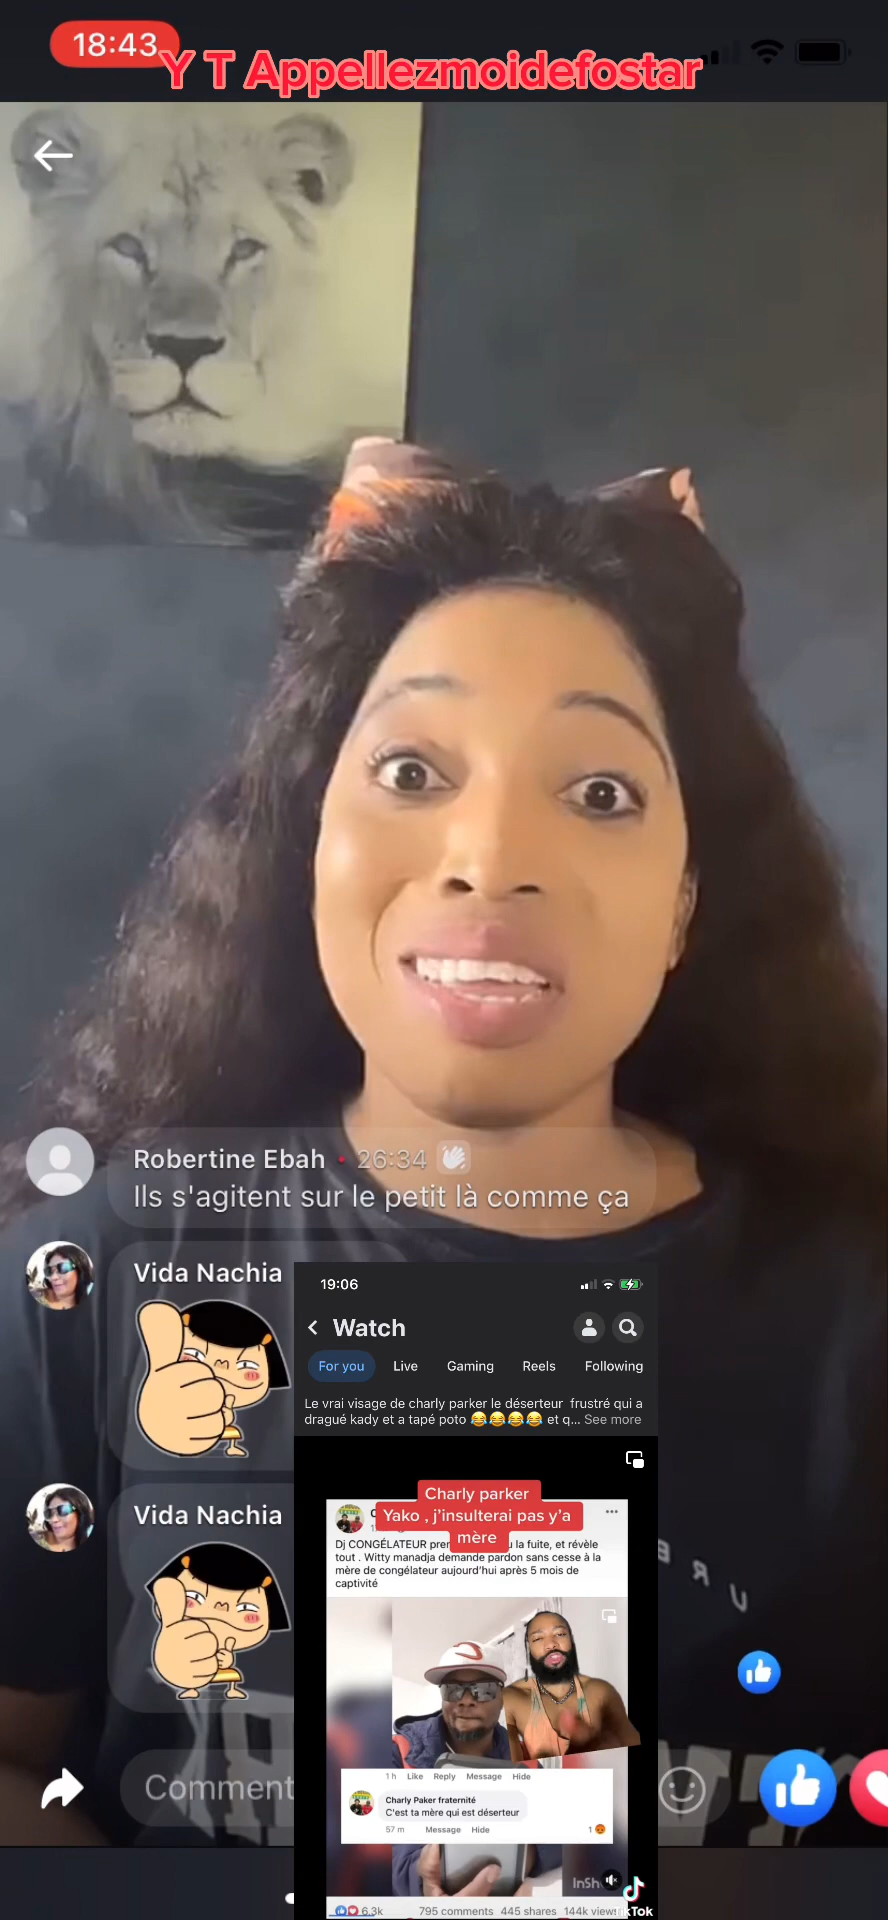 18:43
Y T Appellezmoidefostar
Robertine Ebah • 26:34
Ils s'agitent sur le petit là comme ça
Vida Nachia
Vida Nachia
Comment
19:06
Watch
For you
Live
Gaming
Reels
Following
Le vrai visage de charly parker le déserteur frustré qui a
dragué kady et a tapé poto 😂😂😂😂 et q... See more
Charly parker
Yako , j'insulterai pas y'a
mère
Dj CONGÉLATEUR la fuite, et révèle
tout . Witty manadja demande pardon sans cesse à la
mère de congélateur aujourd'hui après 5 mois de
captivité
1 h Like Reply Message Hide
Charly Paker fraternité
C'est ta mère qui est déserteur
57 m Message Hide
1
InSh
6.3k 795 comments 445 shares 144k views
kTok